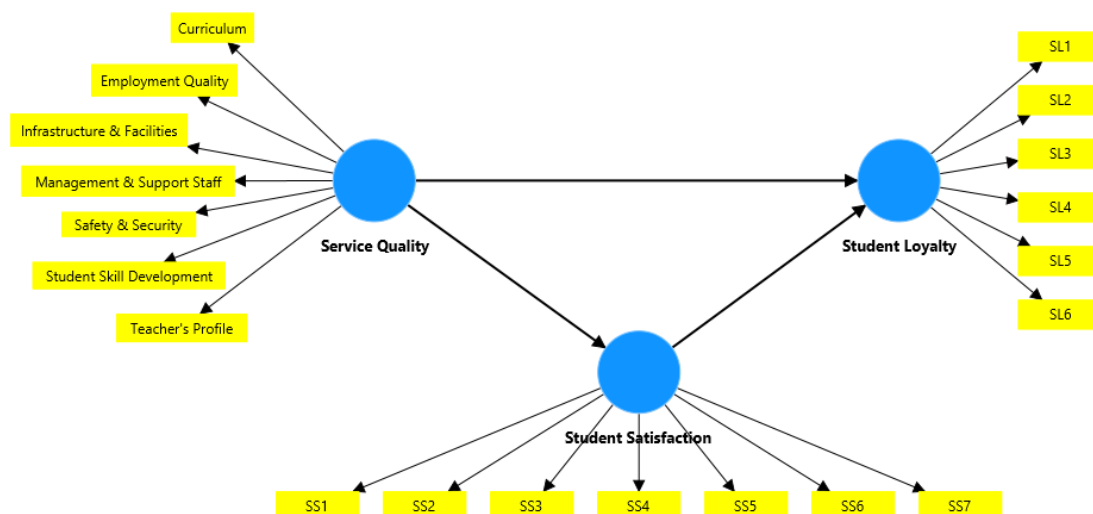 Curriculum
Employment Quality
Infrastructure & Facilities
Management & Support Staff
Safety & Security
Student Skill Development
Teacher's Profile
Service Quality
SL1
SL2
SL3
SL4
SL5
SL6
Student Loyalty
Student Satisfaction
SS1
SS2
SS3
SS4
SS5
SS6
SS7